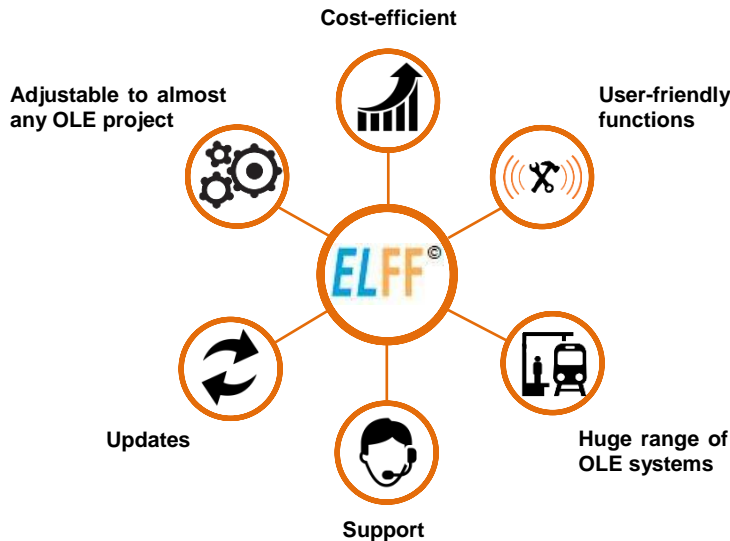 Cost-efficient
Adjustable to almost
any OLE project
User-friendly
functions
ELFF©
Updates
Huge range of
OLE systems
Support